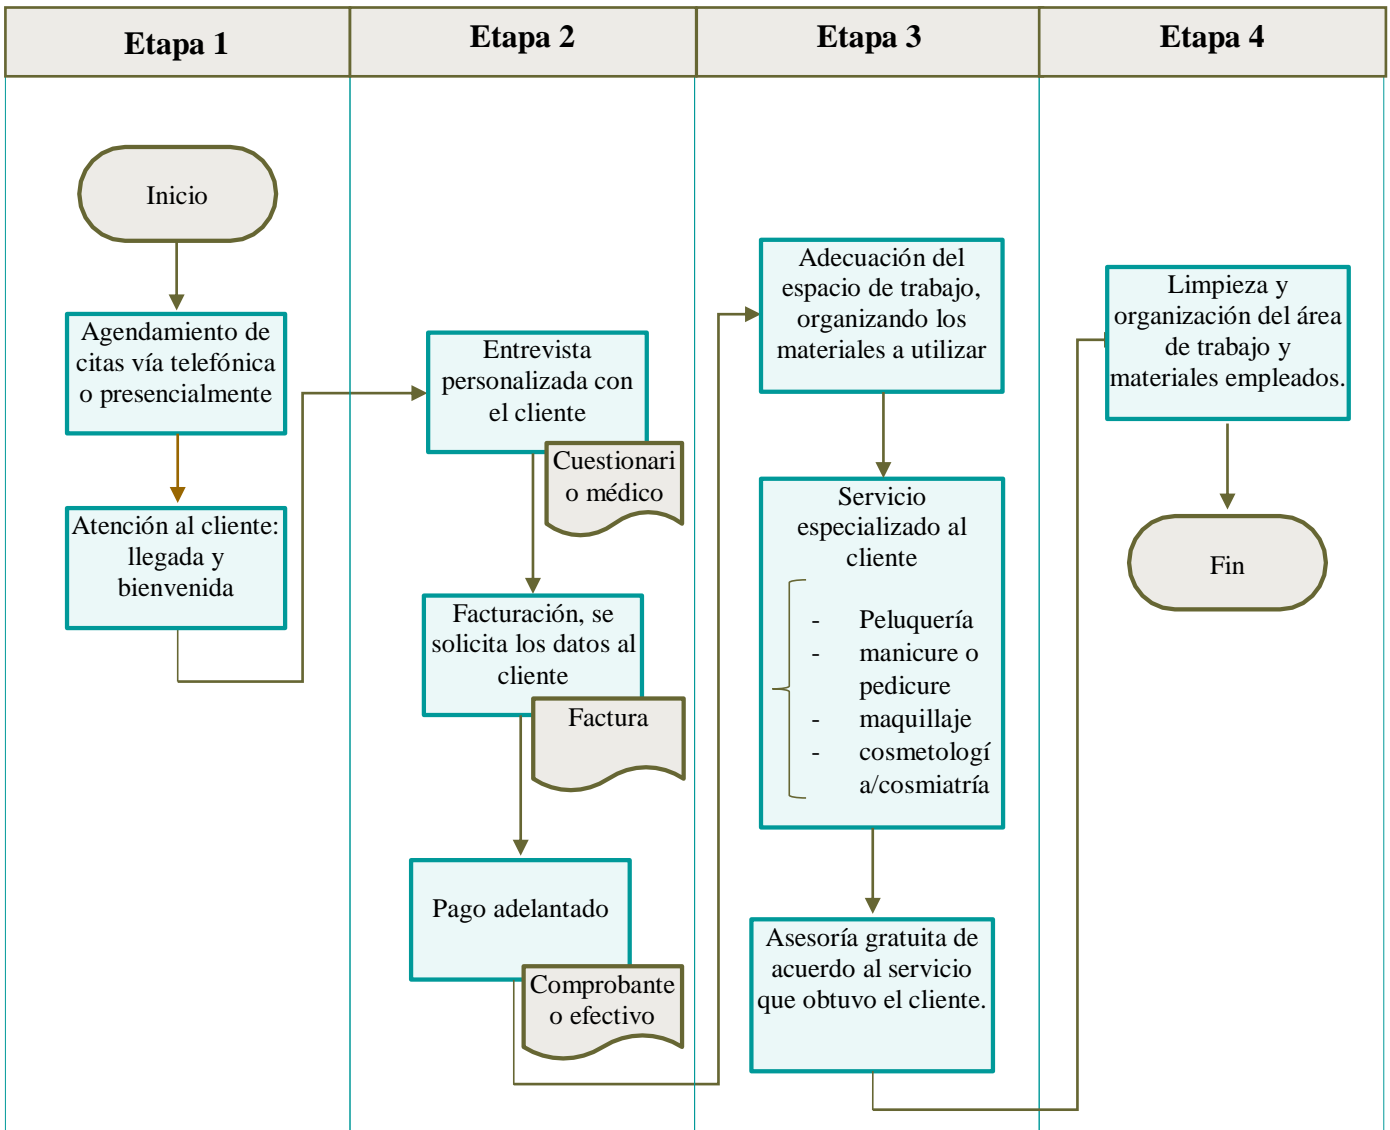 Etapa 1
Etapa 2
Etapa 3
Etapa 4
Inicio
Agendamiento de
citas vía telefónica
o presencialmente
Atención al cliente:
llegada y
bienvenida
Entrevista
personalizada con
el cliente
Cuestionari
o médico
Facturación, se
solicita los datos al
cliente
Factura
Pago adelantado
Comprobante
o efectivo
Adecuación del
espacio de trabajo,
organizando los
materiales a utilizar
Servicio
especializado al
cliente
- Peluquería
- manicure o
pedicure
- maquillaje
- cosmetologí
a/cosmiatría
Asesoría gratuita de
acuerdo al servicio
que obtuvo el cliente.
Limpieza y
organización del área
de trabajo y
materiales empleados.
Fin